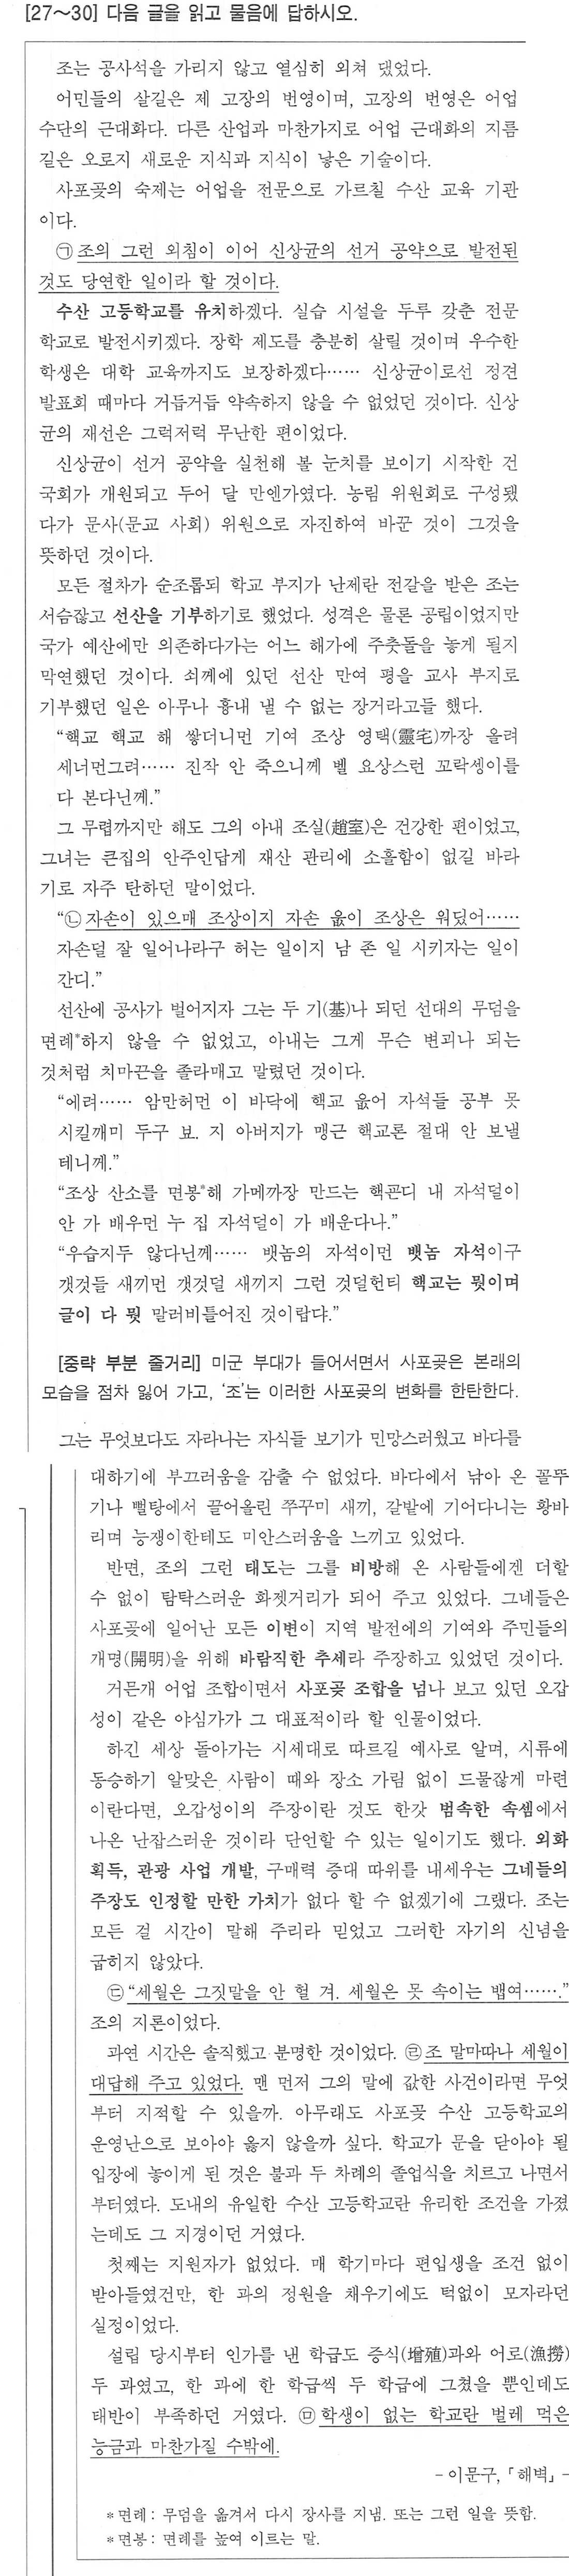 [27～30] 다음 글을 읽고 물음에 답하시오.
조는 공사석을 가리지 않고 열심히 외쳐 댔었다.
어민들의 살길은 제 고장의 번영이며, 고장의 번영은 어업
수단의 근대화다. 다른 산업과 마찬가지로 어업 근대화의 지름
길은 오로지 새로운 지식과 지식이 낳은 기술이다.
사포곶의 숙제는 어업을 전문으로 가르칠 수산 교육 기관
이다.
㉠ 조의 그런 외침이 이어 신상균의 선거 공약으로 발전된
것도 당연한 일이라 할 것이다.
수산 고등학교를 유치하겠다. 실습 시설을 두루 갖춘 전문
학교로 발전시키겠다. 장학 제도를 충분히 살릴 것이며 우수한
학생은 대학 교육까지도 보장하겠다…… 신상균이로선 정견
발표회 때마다 거듭거듭 약속하지 않을 수 없었던 것이다. 신상
균의 재선은 그럭저럭 무난한 편이었다.
신상균이 선거 공약을 실천해 볼 눈치를 보이기 시작한 건
국회가 개원되고 두어 달 만엔가였다. 농림 위원회로 구성됐
다가 문사(문교 사회) 위원으로 자진하여 바꾼 것이 그것을
뜻하던 것이다.
모든 절차가 순조롭되 학교 부지가 난제란 전갈을 받은 조는
서슴잖고 선산을 기부하기로 했었다. 성격은 물론 공립이었지만
국가 예산에만 의존하다가는 어느 해가에 주춧돌을 놓게 될지
막연했던 것이다. 쇠께에 있던 선산 만여 평을 교사 부지로
기부했던 일은 아무나 흉내 낼 수 없는 장거라고들 했다.
“핵교 핵교 해 쌓더니먼 기여 조상 영택(靈宅)까장 올려
세너먼그려…… 진작 안 죽으니께 벨 요상스런 꼬락셍이를
다 본다닌께.”
그 무렵까지만 해도 그의 아내 조실(趙室)은 건강한 편이었고,
그녀는 큰집의 안주인답게 재산 관리에 소홀함이 없길 바라
기로 자주 탄하던 말이었다.
“㉡ 자손이 있으매 조상이지 자손 읎이 조상은 워딨어……
자손덜 잘 일어나라구 허는 일이지 남 존 일 시키자는 일이
간디.”
선산에 공사가 벌어지자 그는 두 기(基)나 되던 선대의 무덤을
면례*하지 않을 수 없었고, 아내는 그게 무슨 변괴나 되는
것처럼 치마끈을 졸라매고 말렸던 것이다.
“에려…… 암만허먼 이 바닥에 핵교 읎어 자석들 공부 못
시킬깨미 두구 뵤. 지 아버지가 맹근 핵교론 절대 안 보낼
테니께.”
“조상 산소를 면봉*해 가메까장 만드는 핵굔디 내 자석덜이
안 가 배우먼 누 집 자석덜이 가 배운다나.”
“우습지두 않다닌께…… 뱃놈의 자석이먼 뱃놈 자석이구
갯것들 새끼먼 갯것덜 새끼지 그런 것덜헌티 핵교는 뭣이며
글이 다 뭣 말러비틀어진 것이랍댜.”
[중략 부분 줄거리] 미군 부대가 들어서면서 사포곶은 본래의
모습을 점차 잃어 가고, ‘조’는 이러한 사포곶의 변화를 한탄한다.
그는 무엇보다도 자라나는 자식들 보기가 민망스러웠고 바다를
대하기에 부끄러움을 감출 수 없었다. 바다에서 낚아 온 꼴뚜
기나 뻘탕에서 끌어올린 쭈꾸미 새끼, 갈밭에 기어다니는 황바
리며 능쟁이한테도 미안스러움을 느끼고 있었다.
반면, 조의 그런 태도는 그를 비방해 온 사람들에겐 더할
수 없이 탐탁스러운 화젯거리가 되어 주고 있었다. 그네들은
사포곶에 일어난 모든 이변이 지역 발전에의 기여와 주민들의
개명(開明)을 위해 바람직한 추세라 주장하고 있었던 것이다.
거믄개 어업 조합이면서 사포곶 조합을 넘나 보고 있던 오갑
성이 같은 야심가가 그 대표적이라 할 인물이었다.
하긴 세상 돌아가는 시세대로 따르길 예사로 알며, 시류에
동승하기 알맞은 사람이 때와 장소 가림 없이 드물잖게 마련
이란다면, 오갑성이의 주장이란 것도 한갓 범속한 속셈에서
나온 난잡스러운 것이라 단언할 수 있는 일이기도 했다. 외화
획득, 관광 사업 개발, 구매력 증대 따위를 내세우는 그네들의
주장도 인정할 만한 가치가 없다 할 수 없겠기에 그랬다. 조는
모든 걸 시간이 말해 주리라 믿었고 그러한 자기의 신념을
굽히지 않았다.
㉢ “세월은 그짓말을 안 헐 겨. 세월은 못 속이는 뱁여…….”
조의 지론이었다.
과연 시간은 솔직했고 분명한 것이었다. ㉣ 조 말마따나 세월이
대답해 주고 있었다. 맨 먼저 그의 말에 값한 사건이라면 무엇
부터 지적할 수 있을까. 아무래도 사포곶 수산 고등학교의
운영난으로 보아야 옳지 않을까 싶다. 학교가 문을 닫아야 될
입장에 놓이게 된 것은 불과 두 차례의 졸업식을 치르고 나면서
부터였다. 도내의 유일한 수산 고등학교란 유리한 조건을 가졌
는데도 그 지경이던 거였다.
첫째는 지원자가 없었다. 매 학기마다 편입생을 조건 없이
받아들였건만, 한 과의 정원을 채우기에도 턱없이 모자라던
실정이었다.
설립 당시부터 인가를 낸 학급도 증식(增殖)과와 어로(漁撈)
두 과였고, 한 과에 한 학급씩 두 학급에 그쳤을 뿐인데도
태반이 부족하던 거였다. ㉤ 학생이 없는 학교란 벌레 먹은
능금과 마찬가질 수밖에.
- 이문구, 「해벽」 -
* 면례 : 무덤을 옮겨서 다시 장사를 지냄. 또는 그런 일을 뜻함.
* 면봉 : 면례를 높여 이르는 말.